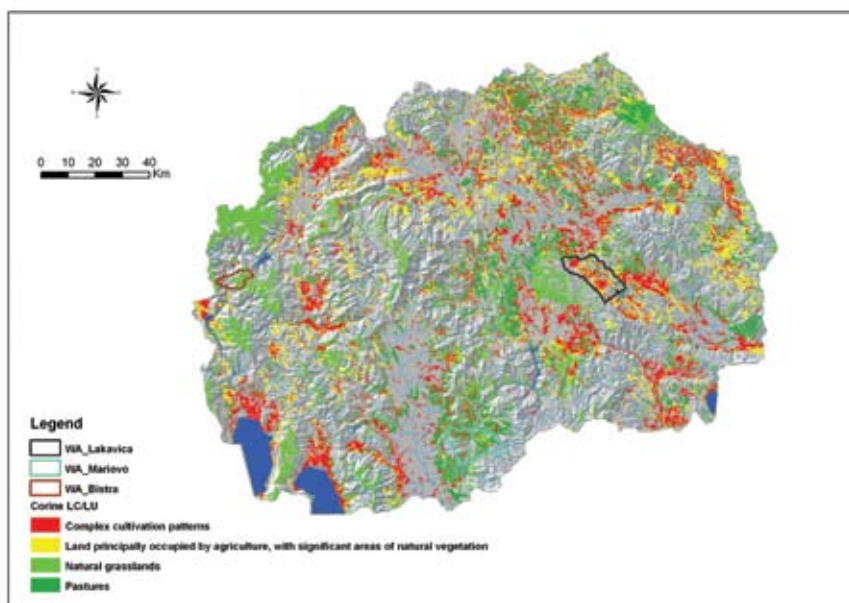 0 10 20 30 40
Km
Legend
WA_Lakavica
WA_Mariovo
WA_Bistra
Corine LC/LU
Complex cultivation patterns
Land principally occupied by agriculture, with significant areas of natural vegetation
Natural grasslands
Pastures